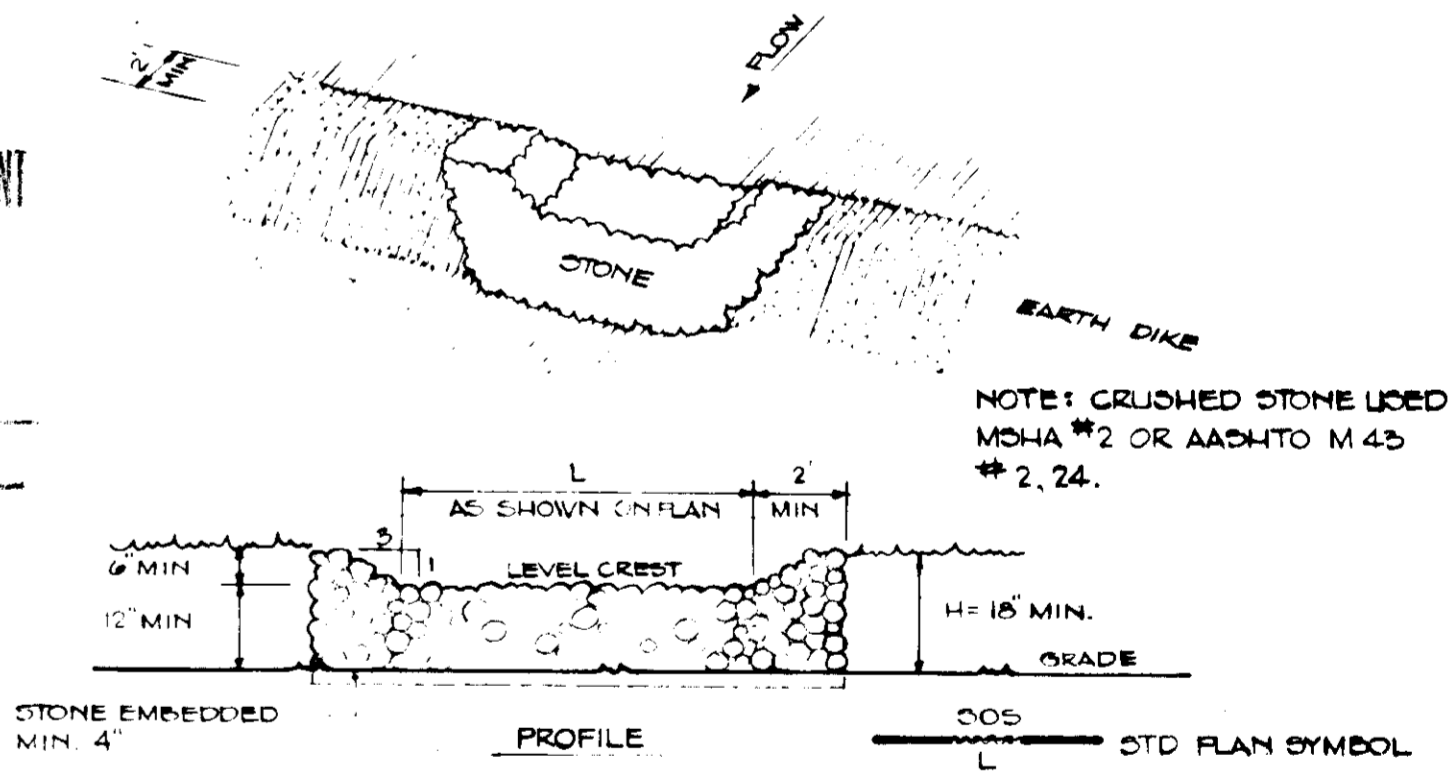 2' MIN
FLOW
NT
STONE
EARTH DIKE
NOTE: CRUSHED STONE USED
MSHA #2 OR AASHTO M 43
#2, 24.
L
2'
AS SHOWN ON PLAN
MIN
3
1
6" MIN
LEVEL CREST
12" MIN
H = 18" MIN.
GRADE
STONE EMBEDDED
MIN. 4"
PROFILE
SOS
L
STD PLAN SYMBOL